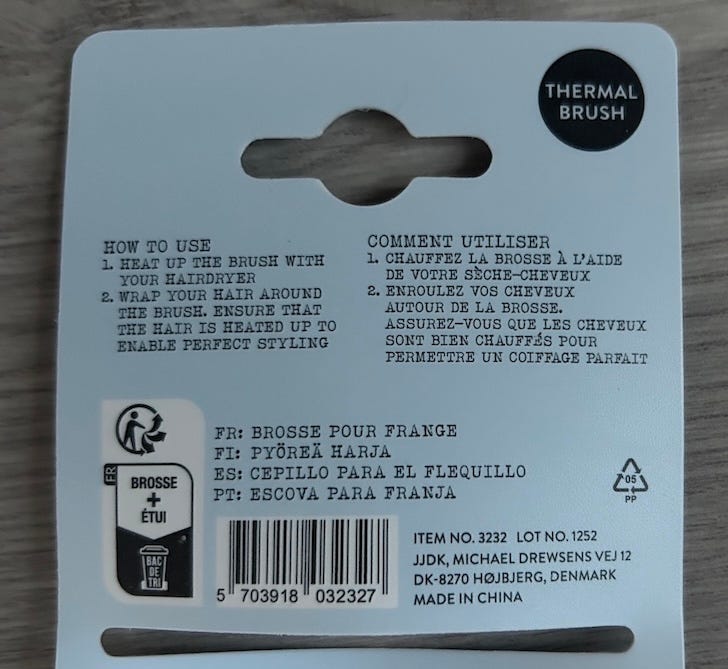 THERMAL
BRUSH
HOW TO USE
1. HEAT UP THE BRUSH WITH
YOUR HAIRDRYER
2. WRAP YOUR HAIR AROUND
THE BRUSH. ENSURE THAT
THE HAIR IS HEATED UP TO
ENABLE PERFECT STYLING
COMMENT UTILISER
1. CHAUFFEZ LA BROSSE À L'AIDE
DE VOTRE SÈCHE-CHEVEUX
2. ENROULEZ VOS CHEVEUX
AUTOUR DE LA BROSSE.
ASSUREZ-VOUS QUE LES CHEVEUX
SONT BIEN CHAUFFÉS POUR
PERMETTRE UN COIFFAGE PARFAIT
FR: BROSSE POUR FRANGE
FI: PYÖREÄ HARJA
ES: CEPILLO PARA EL FLEQUILLO
PT: ESCOVA PARA FRANJA
FR
BROSSE
+
ÉTUI
BAC
DE
TRI
05
PP
5 703918 032327
ITEM NO. 3232 LOT NO. 1252
JJDK, MICHAEL DREWSENS VEJ 12
DK-8270 HØJBJERG, DENMARK
MADE IN CHINA